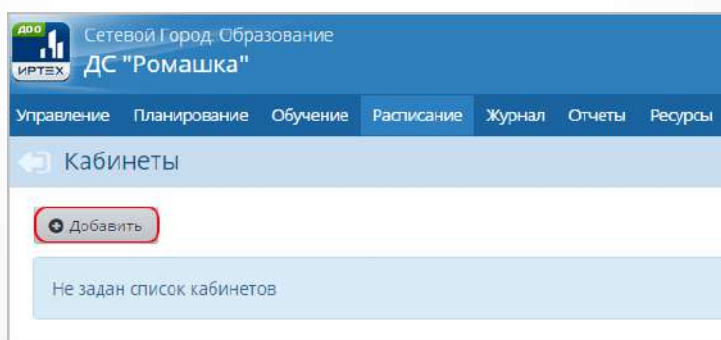 ДОО
ИРТЕХ
Сетевой Город. Образование
ДС "Ромашка"
Управление Планирование Обучение Расписание Журнал Отчеты Ресурсы
Кабинеты
Добавить
Не задан список кабинетов